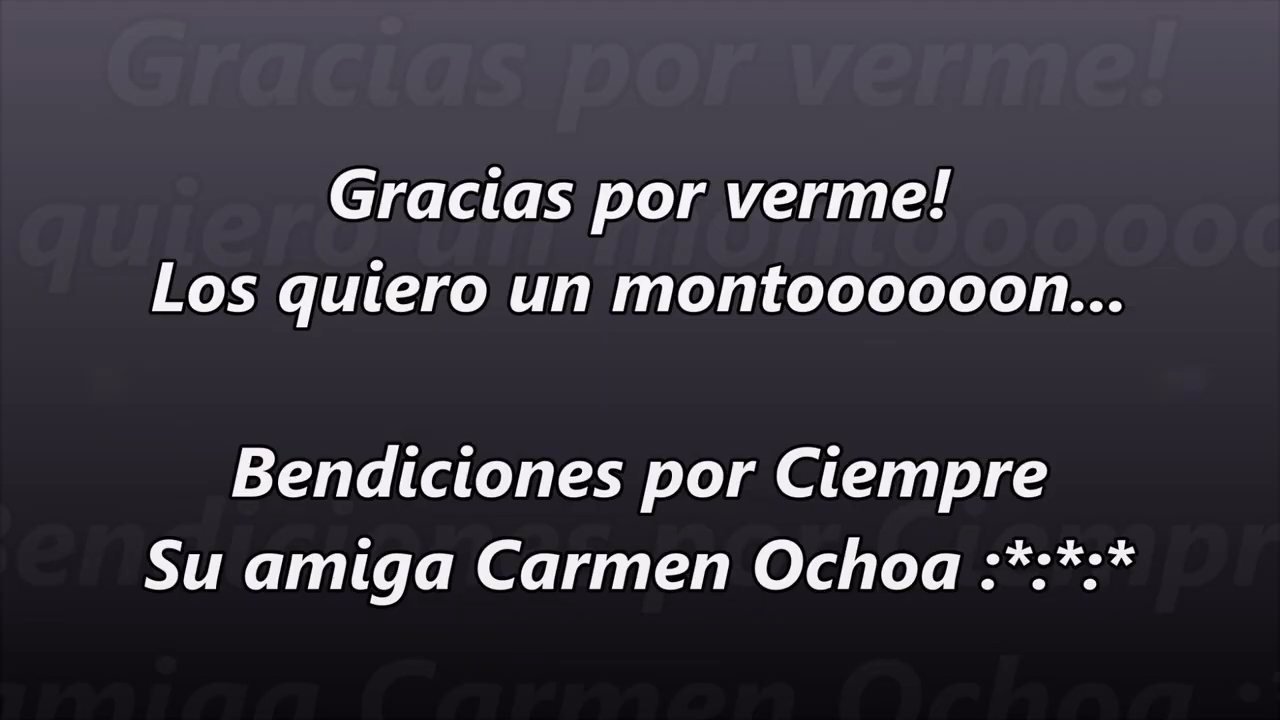 Gracias por verme!
Los quiero un montoooooon...
Bendiciones por Ciempre
Su amiga Carmen Ochoa :*:*:*